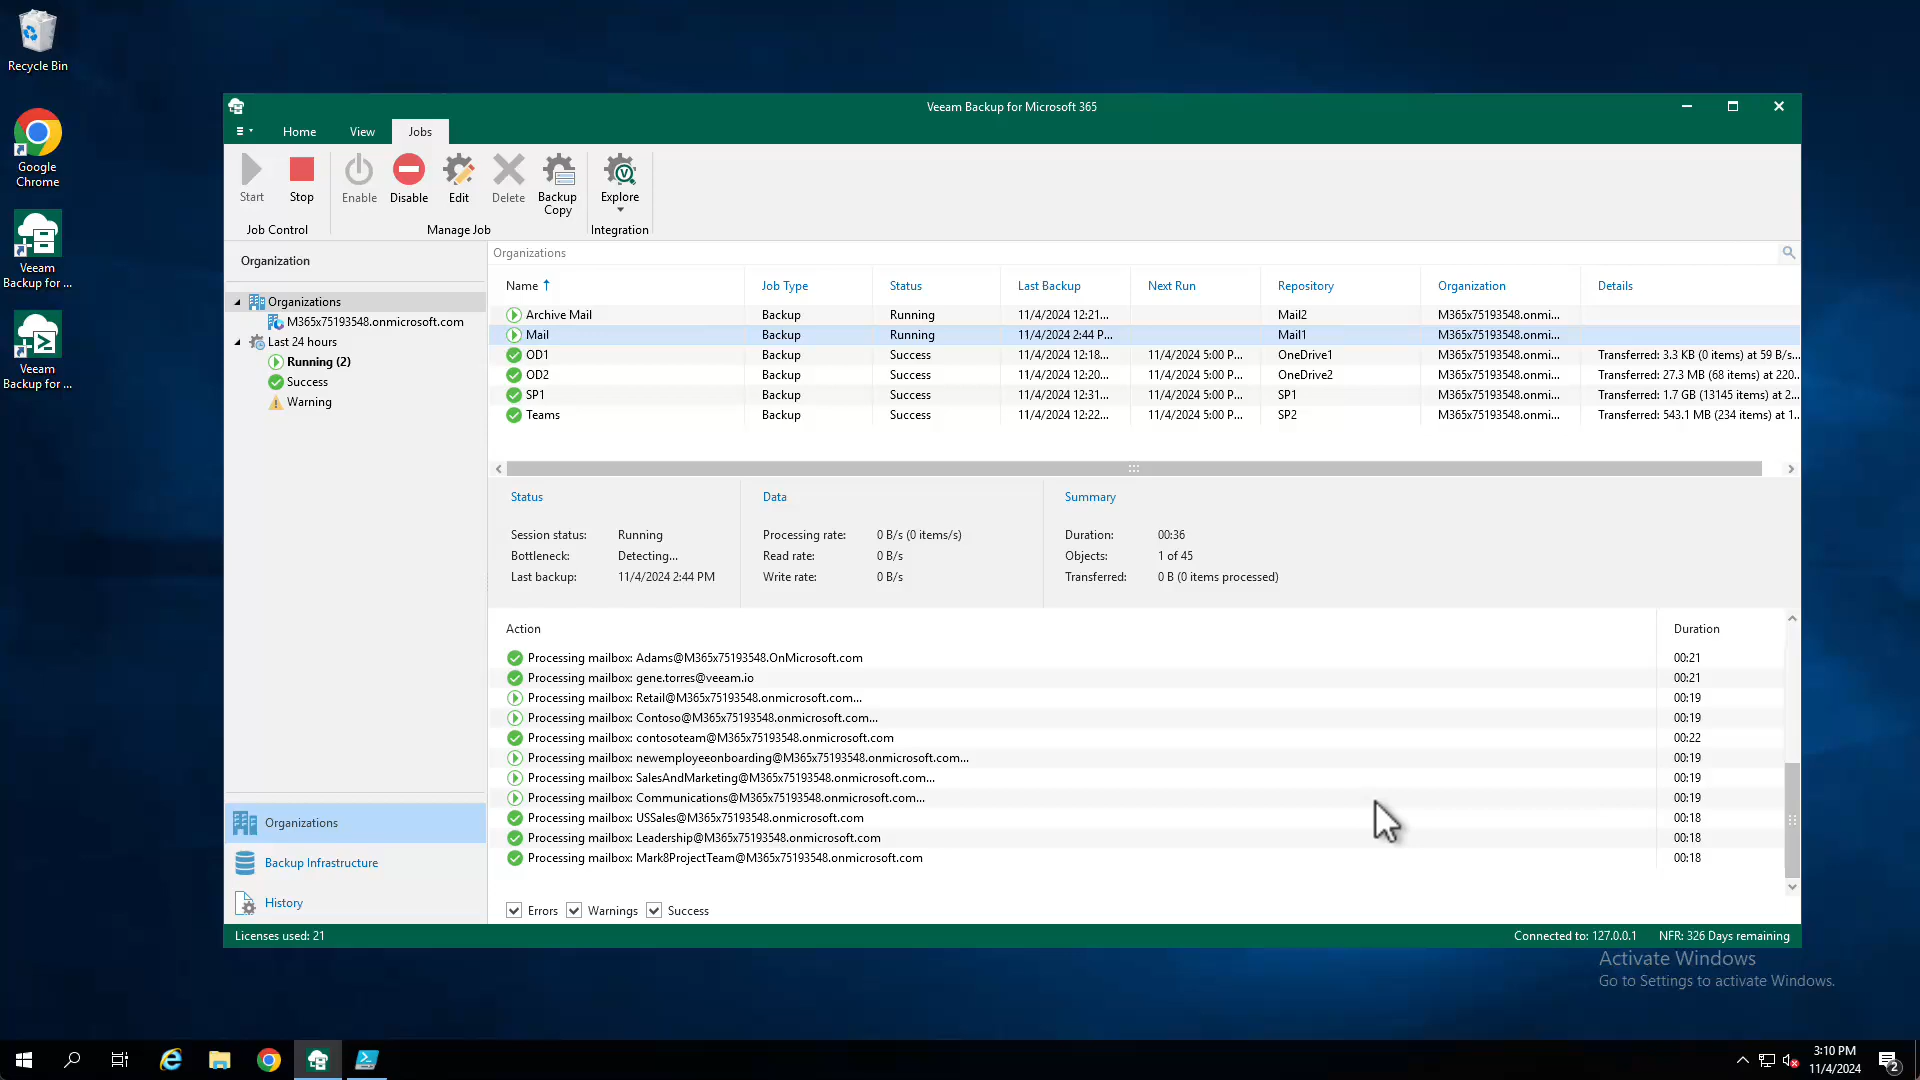 Recycle Bin
Google
Chrome
Veeam
Backup for ...
Veeam
Backup for ...
Veeam Backup for Microsoft 365
Home View Jobs
Start Stop Enable Disable Edit Delete Backup Copy Explore
Job Control Manage Job Integration
Organization
Organizations
M365x75193548.onmicrosoft.com
Last 24 hours
Running (2)
Success
Warning
Organizations
Backup Infrastructure
History
Organizations
Name Job Type Status Last Backup Next Run Repository Organization Details
Archive Mail Backup Running 11/4/2024 12:21... Mail2 M365x75193548.onmi...
Mail Backup Running 11/4/2024 2:44 P... Mail1 M365x75193548.onmi...
OD1 Backup Success 11/4/2024 12:18... 11/4/2024 5:00 P... OneDrive1 M365x75193548.onmi... Transferred: 3.3 KB (0 items) at 59 B/s...
OD2 Backup Success 11/4/2024 12:20... 11/4/2024 5:00 P... OneDrive2 M365x75193548.onmi... Transferred: 27.3 MB (68 items) at 220...
SP1 Backup Success 11/4/2024 12:31... 11/4/2024 5:00 P... SP1 M365x75193548.onmi... Transferred: 1.7 GB (13145 items) at 2...
Teams Backup Success 11/4/2024 12:22... 11/4/2024 5:00 P... SP2 M365x75193548.onmi... Transferred: 543.1 MB (234 items) at 1...
Status Data Summary
Session status: Running Processing rate: 0 B/s (0 items/s) Duration: 00:36
Bottleneck: Detecting... Read rate: 0 B/s Objects: 1 of 45
Last backup: 11/4/2024 2:44 PM Write rate: 0 B/s Transferred: 0 B (0 items processed)
Action Duration
Processing mailbox: Adams@M365x75193548.OnMicrosoft.com 00:21
Processing mailbox: gene.torres@veeam.io 00:21
Processing mailbox: Retail@M365x75193548.onmicrosoft.com... 00:19
Processing mailbox: Contoso@M365x75193548.onmicrosoft.com... 00:19
Processing mailbox: contosoteam@M365x75193548.onmicrosoft.com 00:22
Processing mailbox: newemployeeonboarding@M365x75193548.onmicrosoft.com... 00:19
Processing mailbox: SalesAndMarketing@M365x75193548.onmicrosoft.com... 00:19
Processing mailbox: Communications@M365x75193548.onmicrosoft.com... 00:19
Processing mailbox: USSales@M365x75193548.onmicrosoft.com 00:18
Processing mailbox: Leadership@M365x75193548.onmicrosoft.com 00:18
Processing mailbox: Mark8ProjectTeam@M365x75193548.onmicrosoft.com 00:18
Errors Warnings Success
Licenses used: 21 Connected to: 127.0.0.1 NFR: 326 Days remaining
Activate Windows
Go to Settings to activate Windows.
3:10 PM
11/4/2024
2